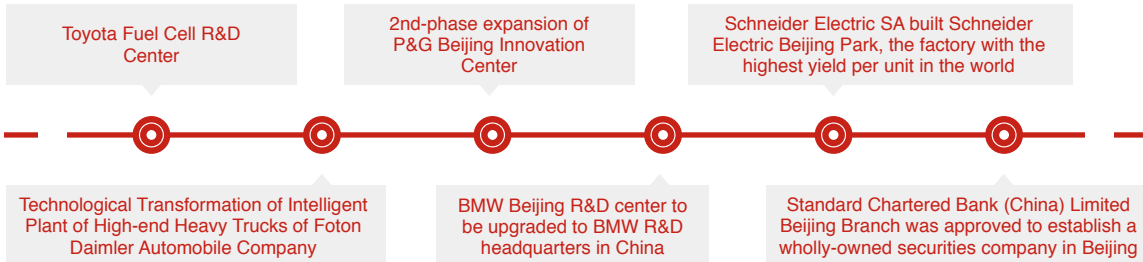 Toyota Fuel Cell R&D
Center
2nd-phase expansion of
P&G Beijing Innovation
Center
Schneider Electric SA built Schneider
Electric Beijing Park, the factory with the
highest yield per unit in the world
Technological Transformation of Intelligent
Plant of High-end Heavy Trucks of Foton
Daimler Automobile Company
BMW Beijing R&D center to
be upgraded to BMW R&D
headquarters in China
Standard Chartered Bank (China) Limited
Beijing Branch was approved to establish a
wholly-owned securities company in Beijing